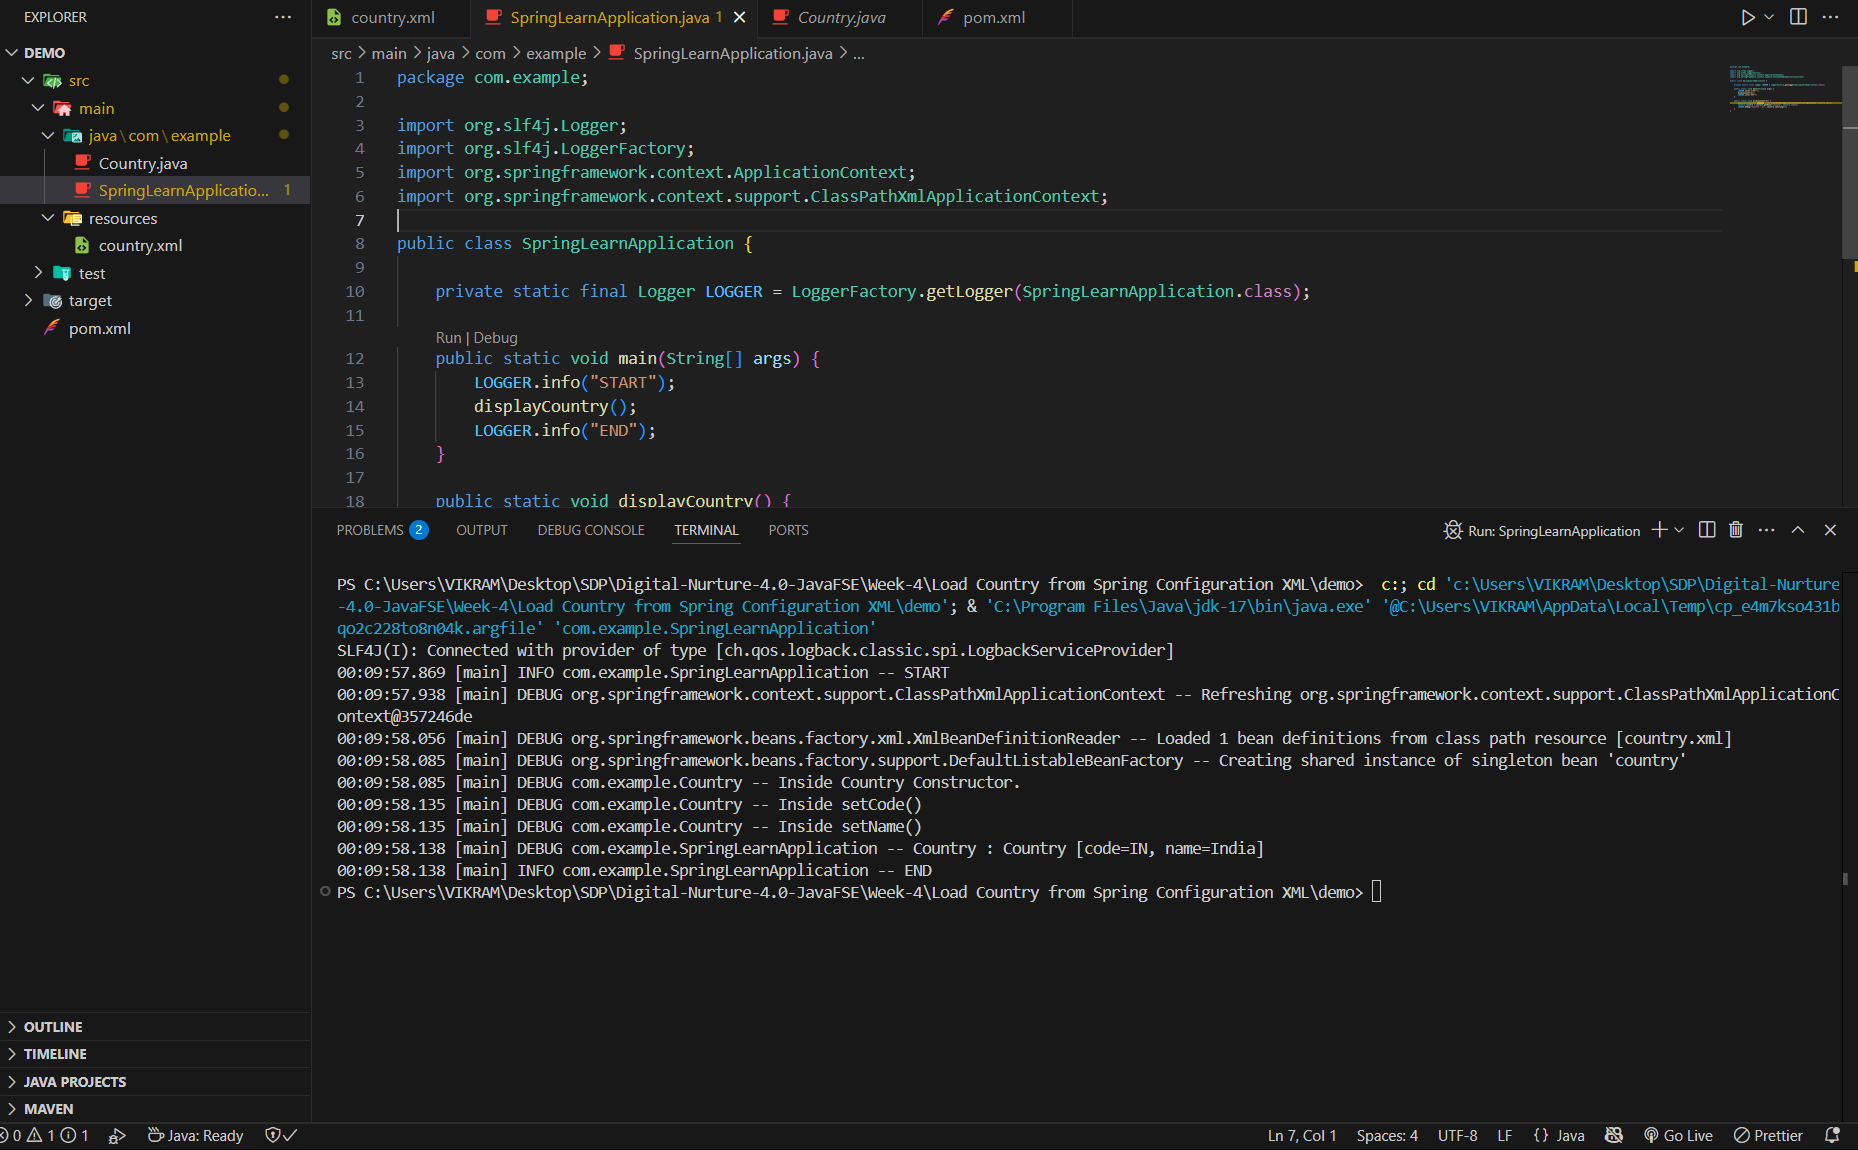 EXPLORER
DEMO
src
main
java\com\example
Country.java
SpringLearnApplicatio... 1
resources
country.xml
test
target
pom.xml
OUTLINE
TIMELINE
JAVA PROJECTS
MAVEN
country.xml SpringLearnApplication.java 1 Country.java pom.xml
src > main > java > com > example > SpringLearnApplication.java > ...
1 package com.example;
2
3 import org.slf4j.Logger;
4 import org.slf4j.LoggerFactory;
5 import org.springframework.context.ApplicationContext;
6 import org.springframework.context.support.ClassPathXmlApplicationContext;
7
8 public class SpringLearnApplication {
9
10 private static final Logger LOGGER = LoggerFactory.getLogger(SpringLearnApplication.class);
11
Run | Debug
12 public static void main(String[] args) {
13 LOGGER.info("START");
14 displayCountry();
15 LOGGER.info("END");
16 }
17
18 public static void displayCountry() {
PROBLEMS 2 OUTPUT DEBUG CONSOLE TERMINAL PORTS Run: SpringLearnApplication
PS C:\Users\VIKRAM\Desktop\SDP\Digital-Nurture-4.0-JavaFSE\Week-4\Load Country from Spring Configuration XML\demo> c:; cd 'c:\Users\VIKRAM\Desktop\SDP\Digital-Nurture
-4.0-JavaFSE\Week-4\Load Country from Spring Configuration XML\demo'; & 'C:\Program Files\Java\jdk-17\bin\java.exe' '@C:\Users\VIKRAM\AppData\Local\Temp\cp_e4m7kso431b
qo2c228to8n04k.argfile' 'com.example.SpringLearnApplication'
SLF4J(I): Connected with provider of type [ch.qos.logback.classic.spi.LogbackServiceProvider]
00:09:57.869 [main] INFO com.example.SpringLearnApplication -- START
00:09:57.938 [main] DEBUG org.springframework.context.support.ClassPathXmlApplicationContext -- Refreshing org.springframework.context.support.ClassPathXmlApplicationC
ontext@357246de
00:09:58.056 [main] DEBUG org.springframework.beans.factory.xml.XmlBeanDefinitionReader -- Loaded 1 bean definitions from class path resource [country.xml]
00:09:58.085 [main] DEBUG org.springframework.beans.factory.support.DefaultListableBeanFactory -- Creating shared instance of singleton bean 'country'
00:09:58.085 [main] DEBUG com.example.Country -- Inside Country Constructor.
00:09:58.135 [main] DEBUG com.example.Country -- Inside setCode()
00:09:58.135 [main] DEBUG com.example.Country -- Inside setName()
00:09:58.138 [main] DEBUG com.example.SpringLearnApplication -- Country : Country [code=IN, name=India]
00:09:58.138 [main] INFO com.example.SpringLearnApplication -- END
PS C:\Users\VIKRAM\Desktop\SDP\Digital-Nurture-4.0-JavaFSE\Week-4\Load Country from Spring Configuration XML\demo>
0 1 1 Java: Ready Ln 7, Col 1 Spaces: 4 UTF-8 LF {} Java Go Live Prettier